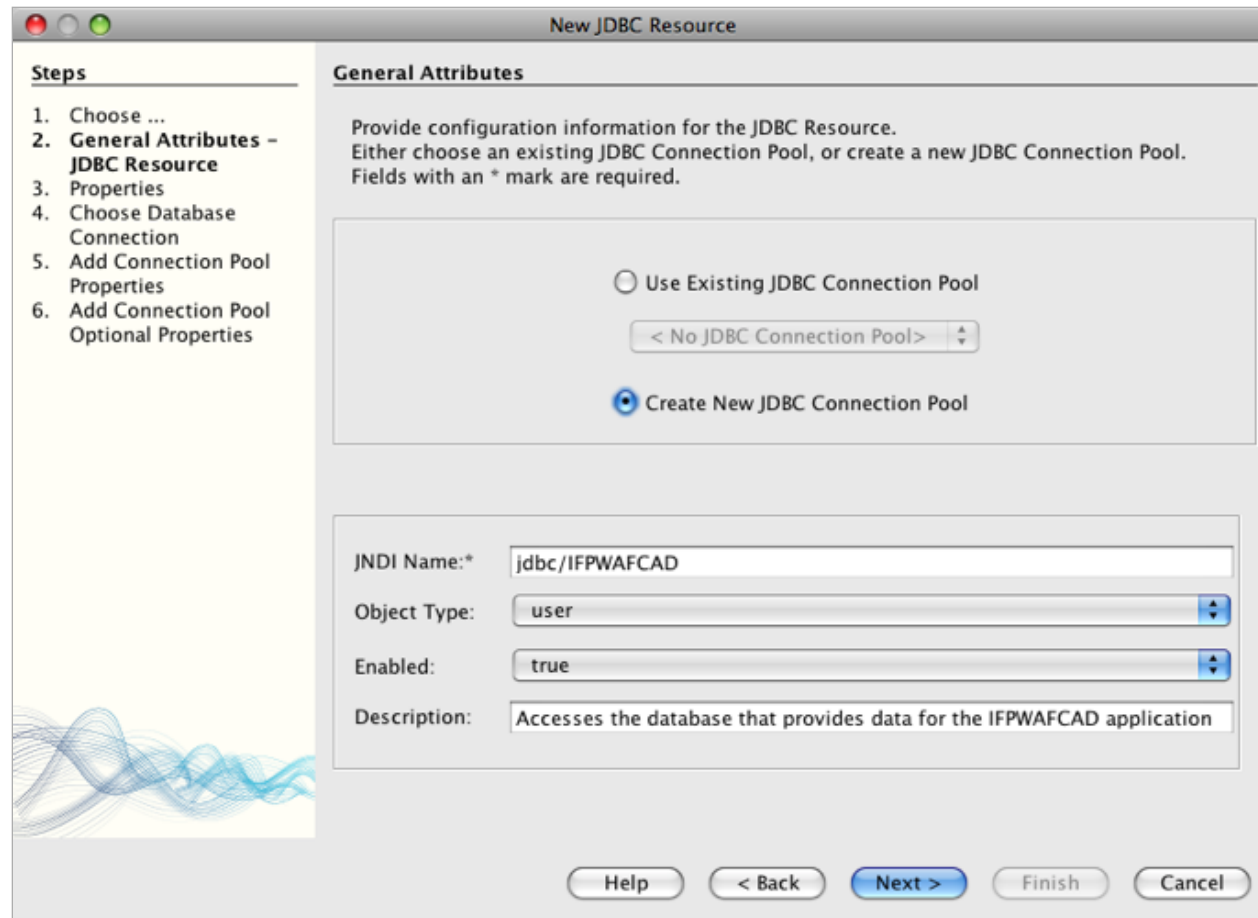 New JDBC Resource
Steps
1. Choose ...
2. General Attributes –
JDBC Resource
3. Properties
4. Choose Database
Connection
5. Add Connection Pool
Properties
6. Add Connection Pool
Optional Properties
General Attributes
Provide configuration information for the JDBC Resource.
Either choose an existing JDBC Connection Pool, or create a new JDBC Connection Pool.
Fields with an * mark are required.
Use Existing JDBC Connection Pool
< No JDBC Connection Pool>
Create New JDBC Connection Pool
JNDI Name:* jdbc/IFPWAFCAD
Object Type: user
Enabled: true
Description: Accesses the database that provides data for the IFPWAFCAD application
Help < Back Next > Finish Cancel